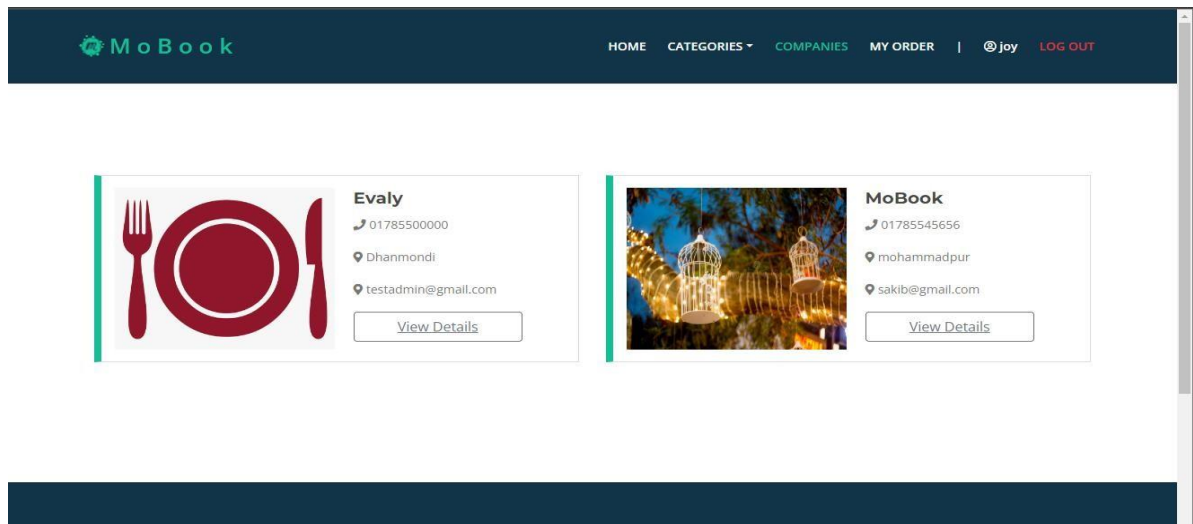 MoBook
HOME CATEGORIES COMPANIES MY ORDER | joy LOG OUT
Evaly
01785500000
Dhanmondi
testadmin@gmail.com
View Details
MoBook
01785545656
mohammadpur
sakib@gmail.com
View Details